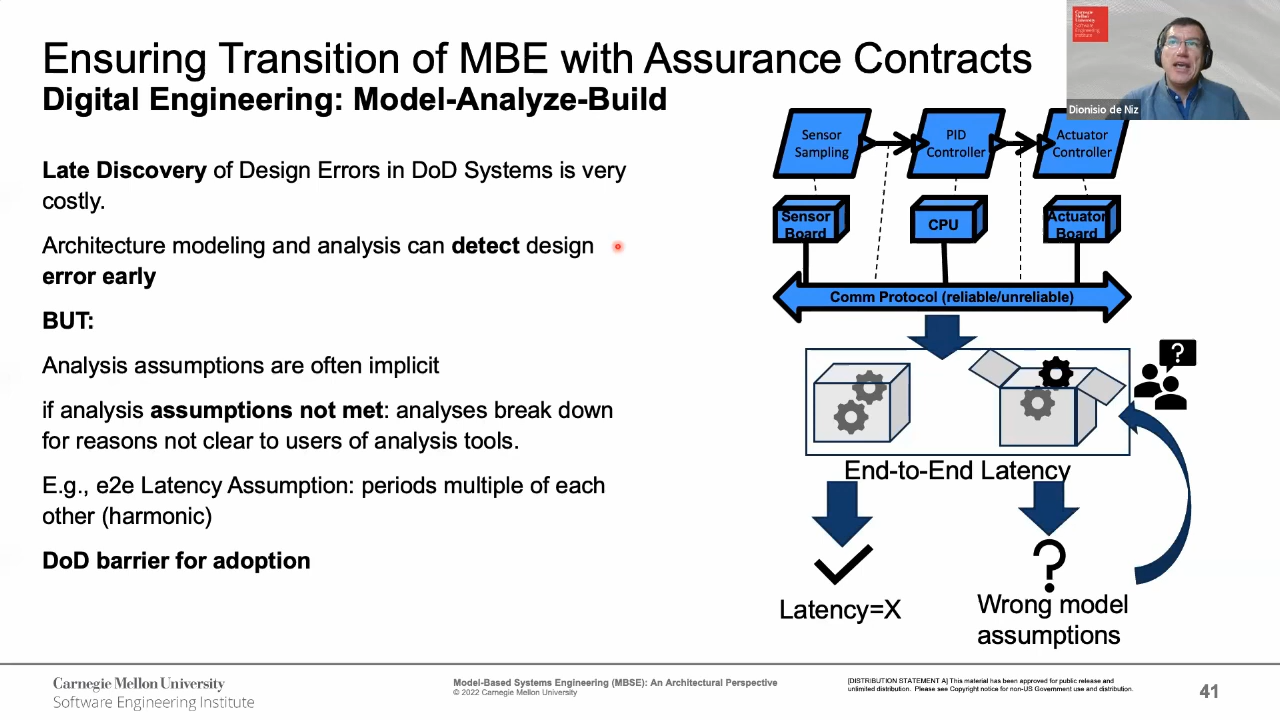 Ensuring Transition of MBE with Assurance Contracts
Digital Engineering: Model-Analyze-Build
Late Discovery of Design Errors in DoD Systems is very
costly.
Architecture modeling and analysis can detect design
error early
BUT:
Analysis assumptions are often implicit
if analysis assumptions not met: analyses break down
for reasons not clear to users of analysis tools.
E.g., e2e Latency Assumption: periods multiple of each
other (harmonic)
DoD barrier for adoption
Carnegie
Mellon
University
Software
Engineering
Institute
Dionisio de Niz
Sensor
Sampling
PID
Controller
Actuator
Controller
Sensor
Board
CPU
Actuator
Board
Comm Protocol (reliable/unreliable)
?
End-to-End Latency
?
Latency=X
Wrong model
assumptions
Carnegie Mellon University
Software Engineering Institute
Model-Based Systems Engineering (MBSE): An Architectural Perspective
© 2022 Carnegie Mellon University
[DISTRIBUTION STATEMENT A] This material has been approved for public release and
unlimited distribution. Please see Copyright notice for non-US Government use and distribution.
41